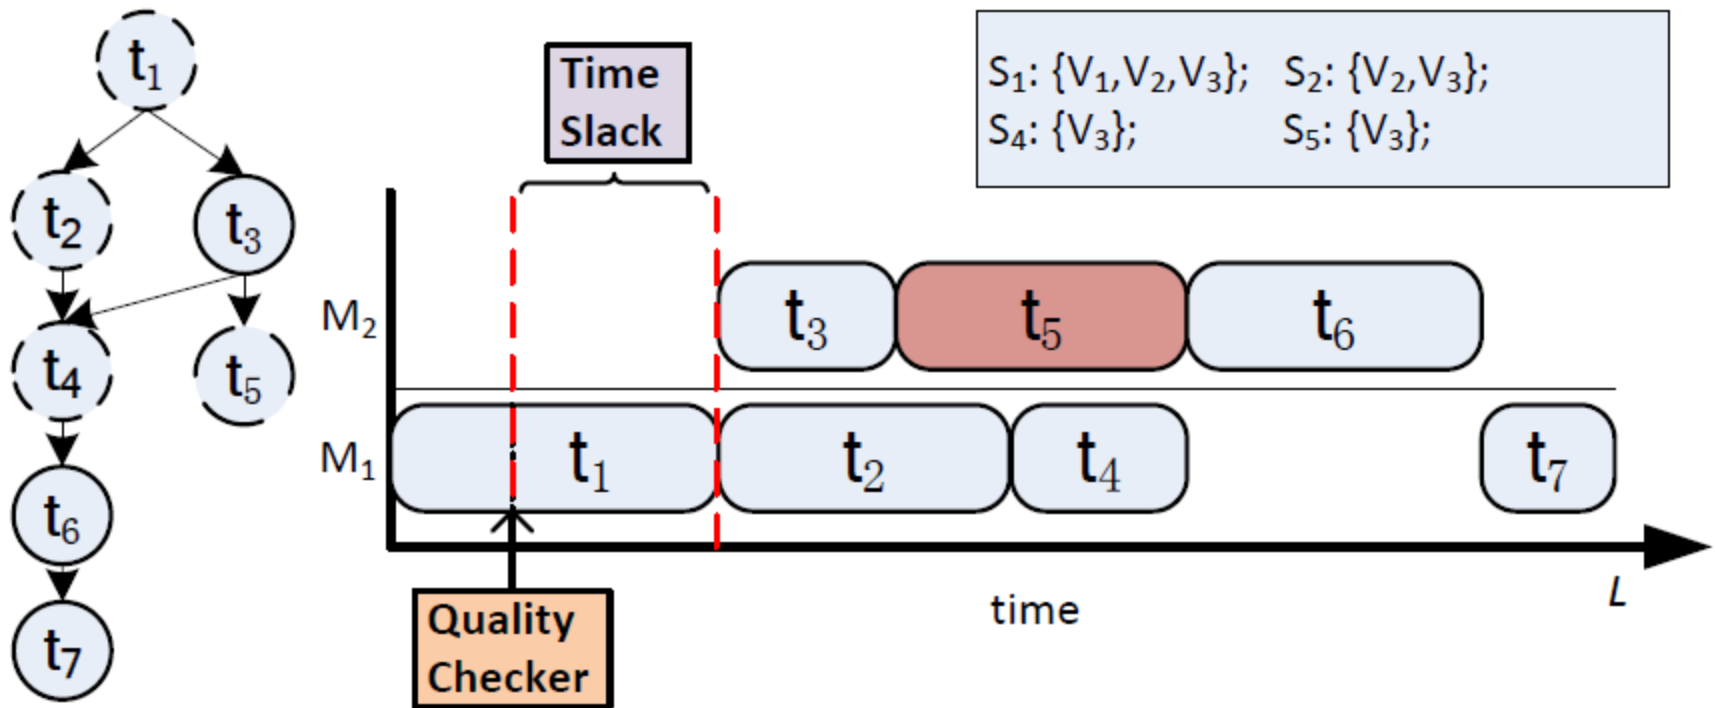 t₁
t₂
t₃
t₄
t₅
t₆
t₇
Time
Slack
S₁: {V₁,V₂,V₃}; S₂: {V₂,V₃};
S₄: {V₃}; S₅: {V₃};
M₂
t₃
t₅
t₆
M₁
t₁
t₂
t₄
t₇
time
L
Quality
Checker